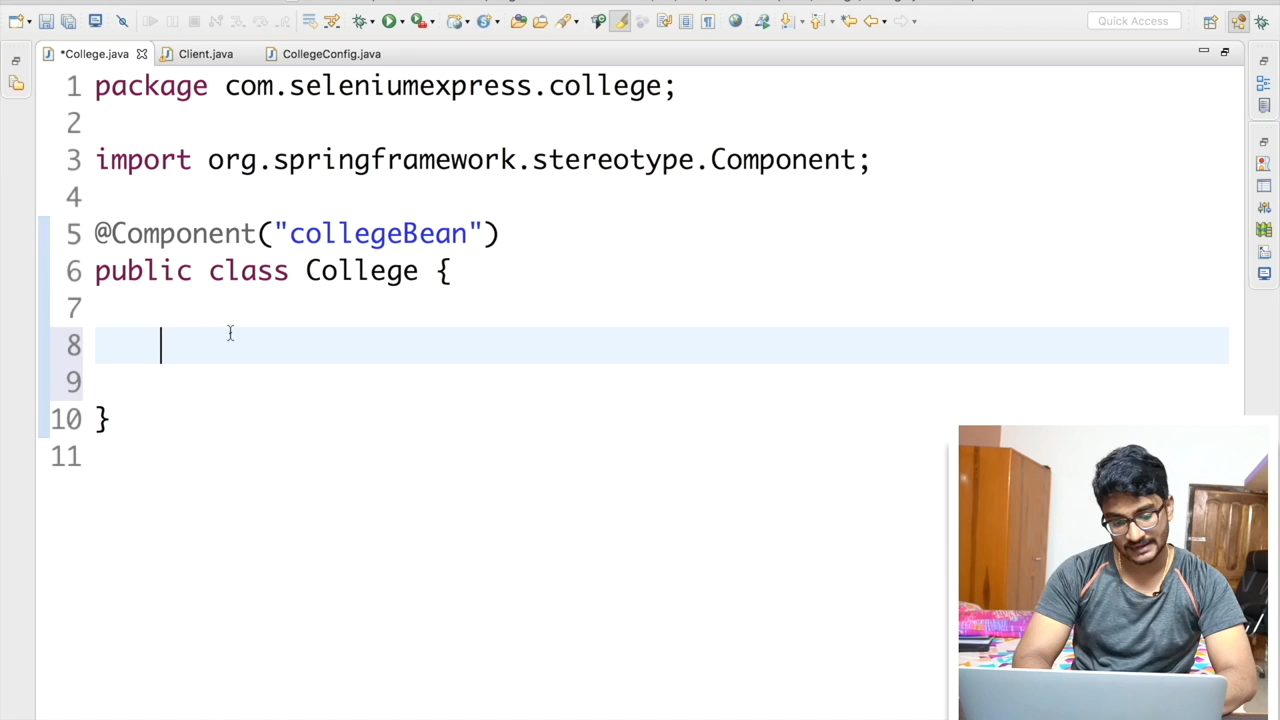 Quick Access
*College.java
Client.java
CollegeConfig.java
1 package com.seleniumexpress.college;
2
3 import org.springframework.stereotype.Component;
4
5 @Component("collegeBean")
6 public class College {
7
8
9
10 }
11